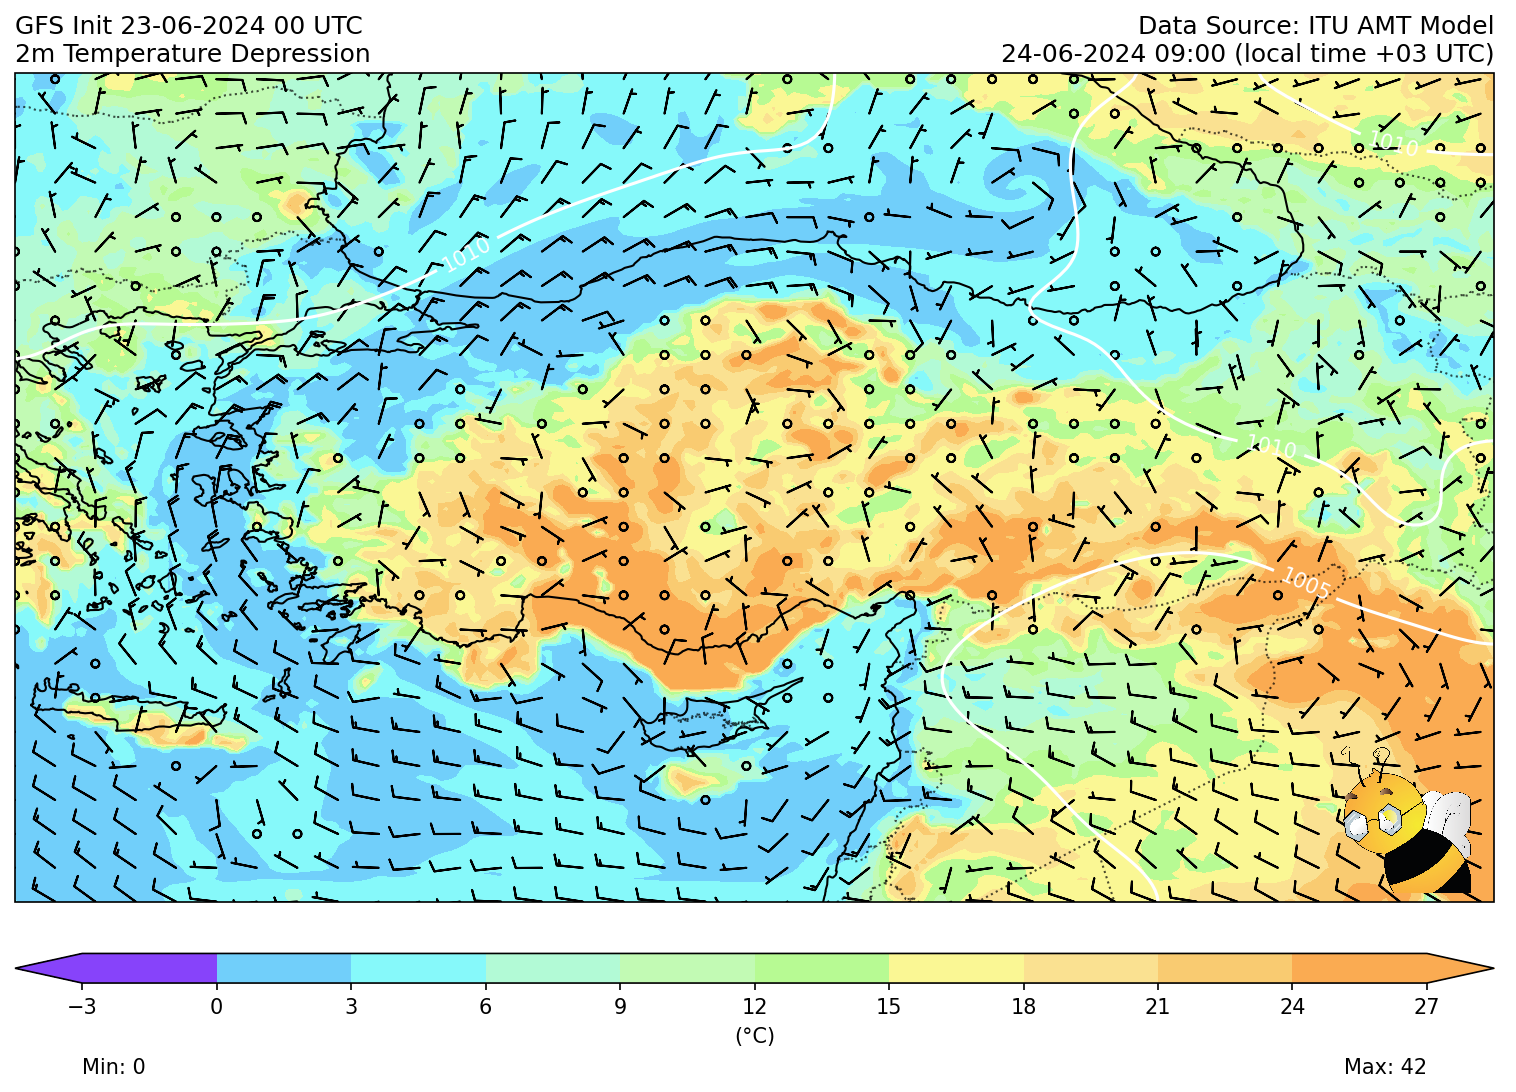 GFS Init 23-06-2024 00 UTC
Data Source: ITU AMT Model
2m Temperature Depression
24-06-2024 09:00 (local time +03 UTC)
1010
1010
1010
1005
−3 0 3 6 9 12 15 18 21 24 27
(°C)
Min: 0
Max: 42